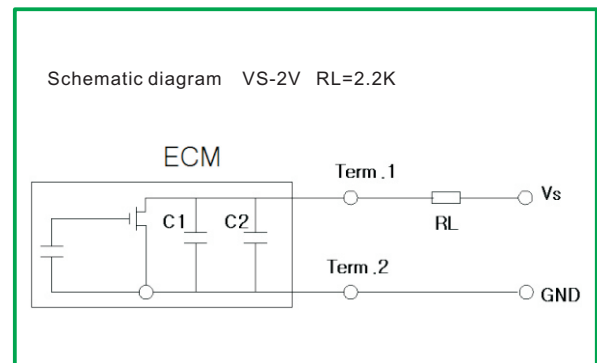 Schematic diagram VS-2V RL=2.2K
ECM
Term.1
C1 C2
Vs
RL
Term.2
GND